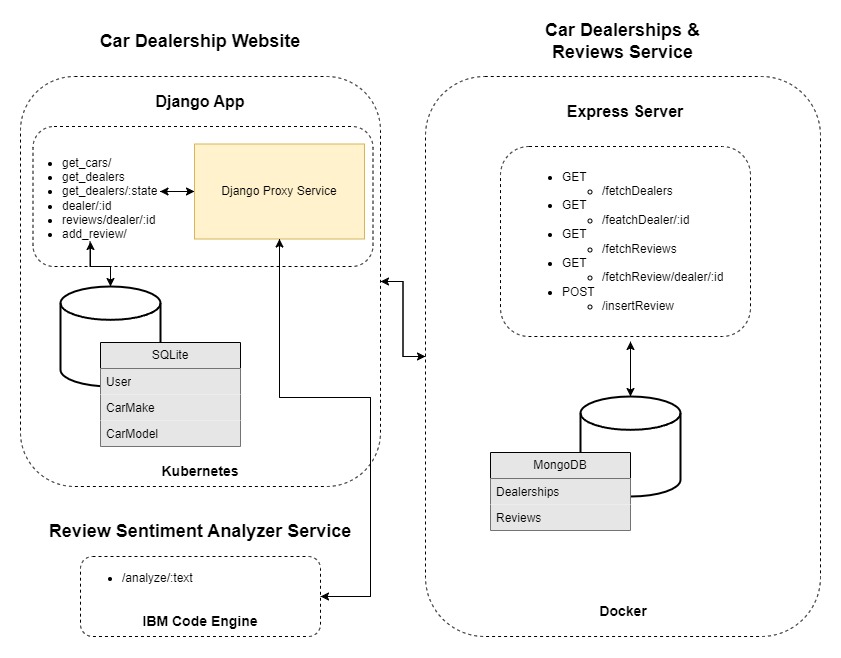 Car Dealership Website
Django App
get_cars/
get_dealers
get_dealers/:state
dealer/:id
reviews/dealer/:id
add_review/
Django Proxy Service
SQLite
User
CarMake
CarModel
Kubernetes
Review Sentiment Analyzer Service
/analyze/:text
IBM Code Engine
Car Dealerships &
Reviews Service
Express Server
GET
/fetchDealers
GET
/featchDealer/:id
GET
/fetchReviews
GET
/fetchReview/dealer/:id
POST
/insertReview
MongoDB
Dealerships
Reviews
Docker